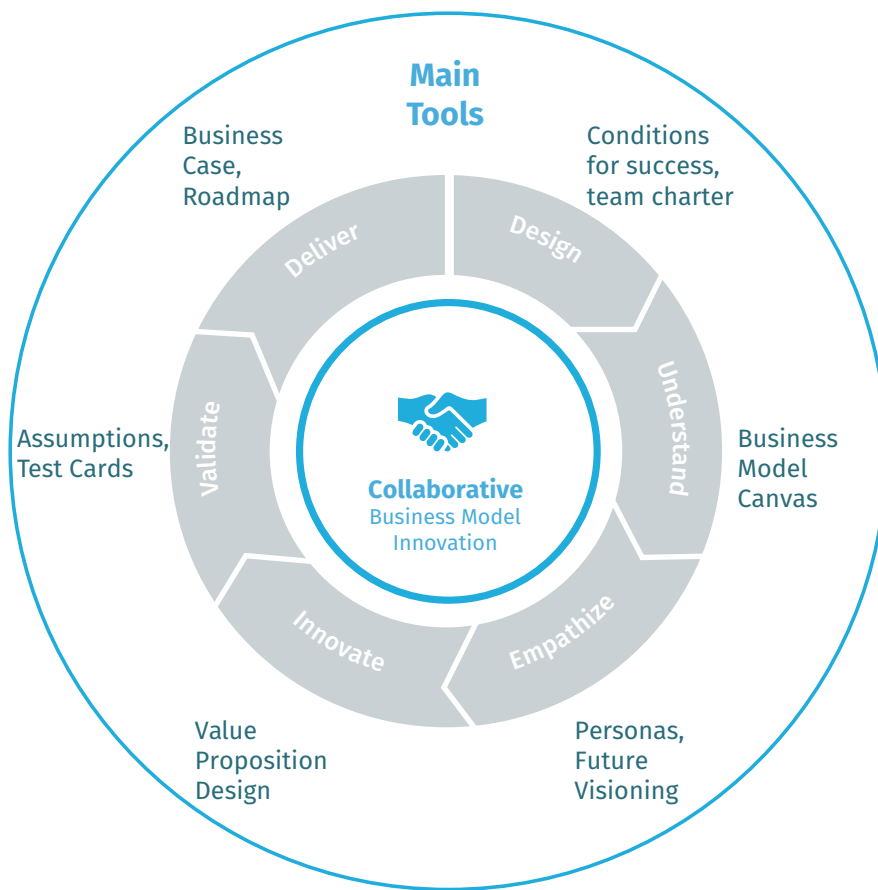 Main
Tools
Conditions
for success,
team charter
Business
Model
Canvas
Personas,
Future
Visioning
Value
Proposition
Design
Assumptions,
Test Cards
Business
Case,
Roadmap
Design
Understand
Empathize
Innovate
Validate
Deliver
Collaborative
Business Model
Innovation